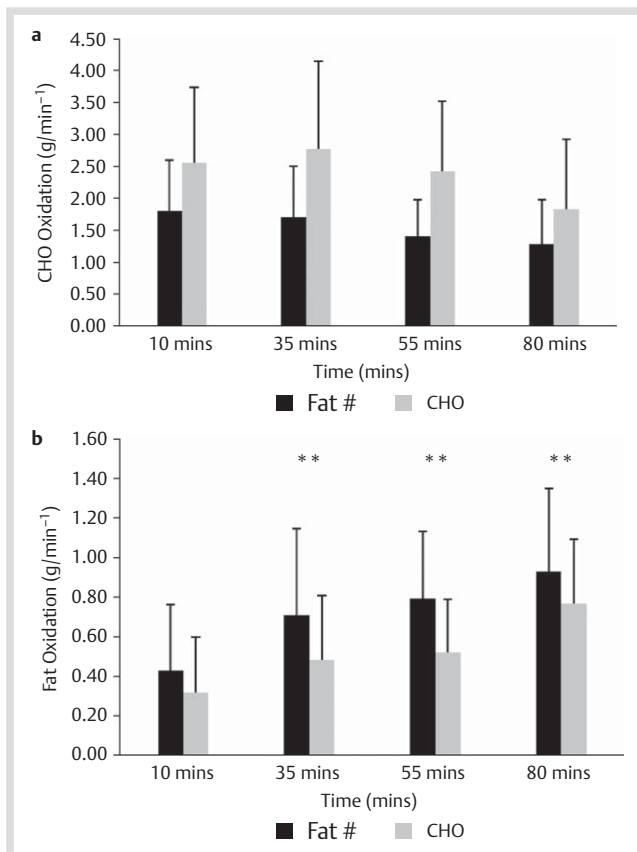 a
CHO Oxidation (g/min⁻¹)
4.50
4.00
3.50
3.00
2.50
2.00
1.50
1.00
0.50
0.00
10 mins 35 mins 55 mins 80 mins
Time (mins)
Fat # CHO
b
Fat Oxidation (g/min⁻¹)
1.60
1.40
1.20
1.00
0.80
0.60
0.40
0.20
0.00
** ** **
10 mins 35 mins 55 mins 80 mins
Time (mins)
Fat # CHO